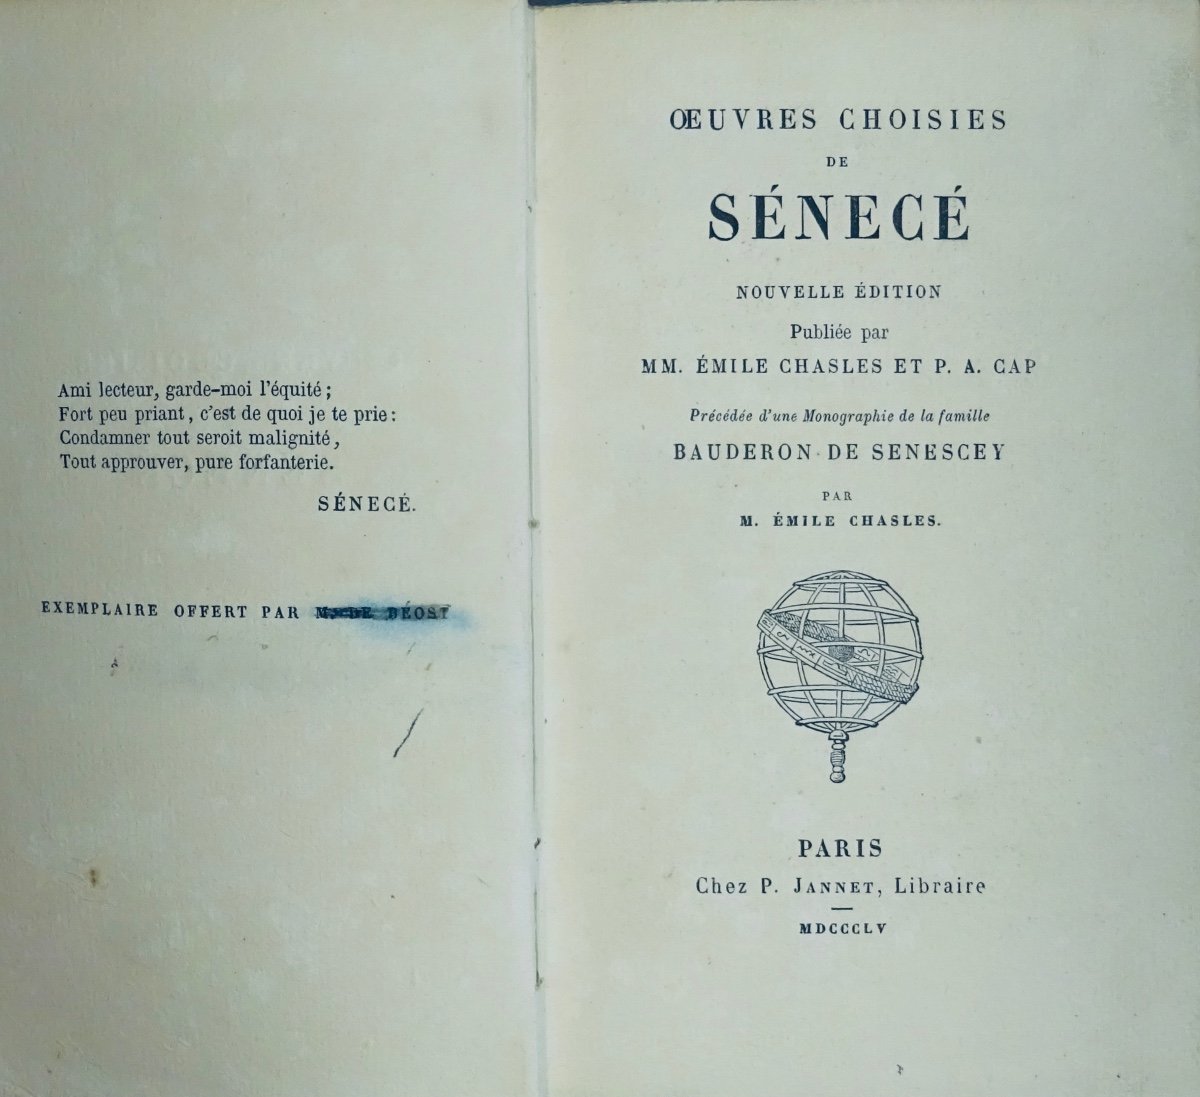 Ami lecteur, garde-moi l'équité ;
Fort peu priant, c'est de quoi je te prie :
Condamner tout seroit malignité,
Tout approuver, pure forfanterie.
SÉNECÉ.
EXEMPLAIRE OFFERT PAR M. DE BÉOST
ŒUVRES CHOISIES
DE
SÉNECÉ
NOUVELLE ÉDITION
Publiée par
MM. ÉMILE CHASLES ET P. A. CAP
Précédée d'une Monographie de la famille
BAUDERON DE SENESCEY
PAR
M. ÉMILE CHASLES.
PARIS
Chez P. JANNET, Libraire
MDCCCLV